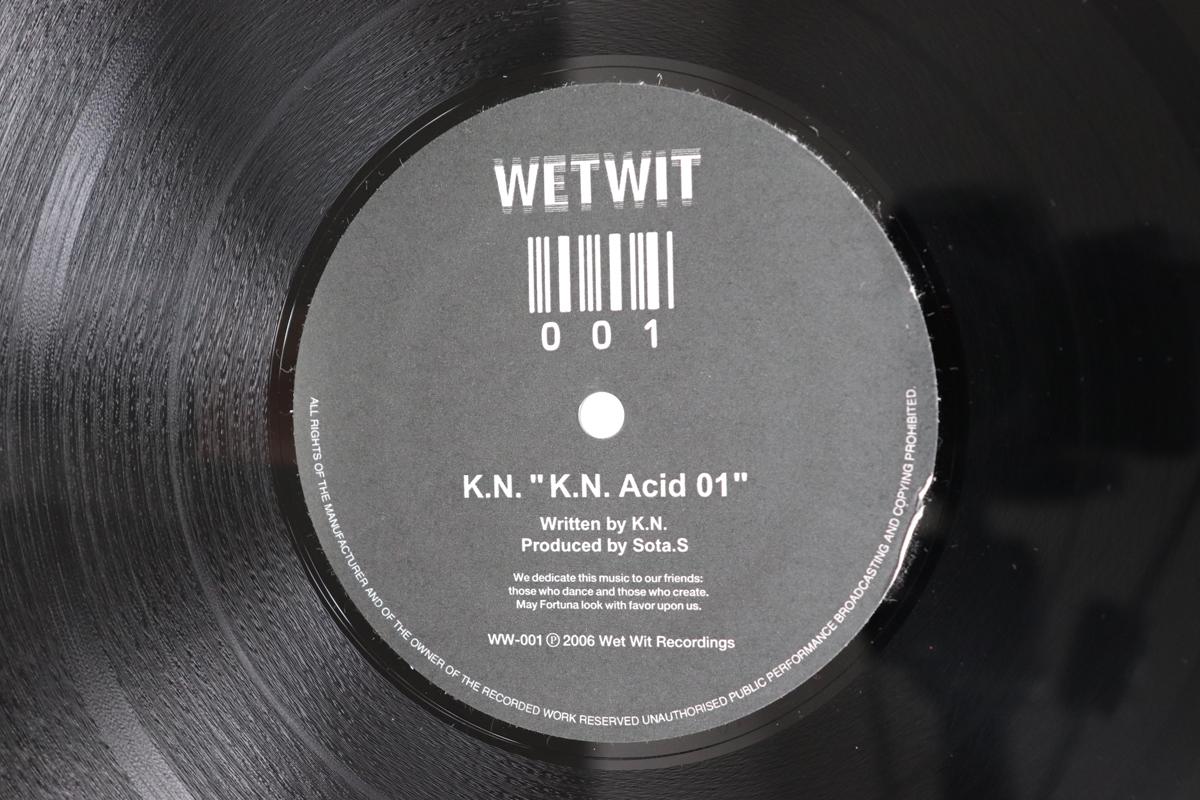 WETWIT
0 0 1
K.N. "K.N. Acid 01"
Written by K.N.
Produced by Sota.S
We dedicate this music to our friends:
those who dance and those who create.
May Fortuna look with favor upon us.
WW-001 ℗ 2006 Wet Wit Recordings
ALL RIGHTS OF THE MANUFACTURER AND OF THE OWNER OF THE RECORDED WORK RESERVED UNAUTHORISED PUBLIC PERFORMANCE BROADCASTING AND COPYING PROHIBITED.